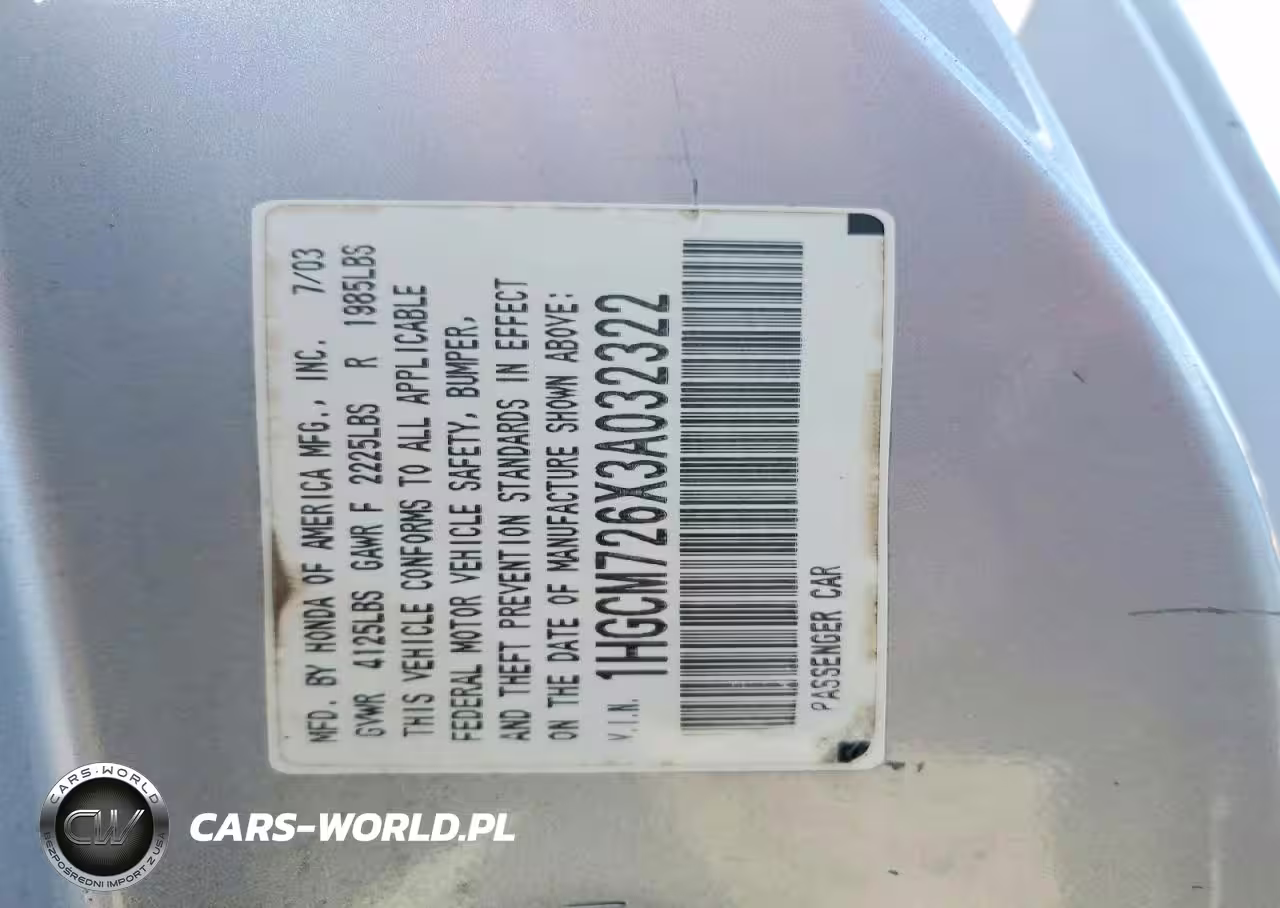 MFD. BY HONDA OF AMERICA MFG., INC. 7/03
GVWR 4125LBS GAWR F 2225LBS R 1985LBS
THIS VEHICLE CONFORMS TO ALL APPLICABLE
FEDERAL MOTOR VEHICLE SAFETY, BUMPER,
AND THEFT PREVENTION STANDARDS IN EFFECT
ON THE DATE OF MANUFACTURE SHOWN ABOVE:
V.I.N. 1HGCM726X3A032322
PASSENGER CAR
CARS-WORLD
CW
BEZPOŚREDNI IMPORT Z USA
CARS-WORLD.PL